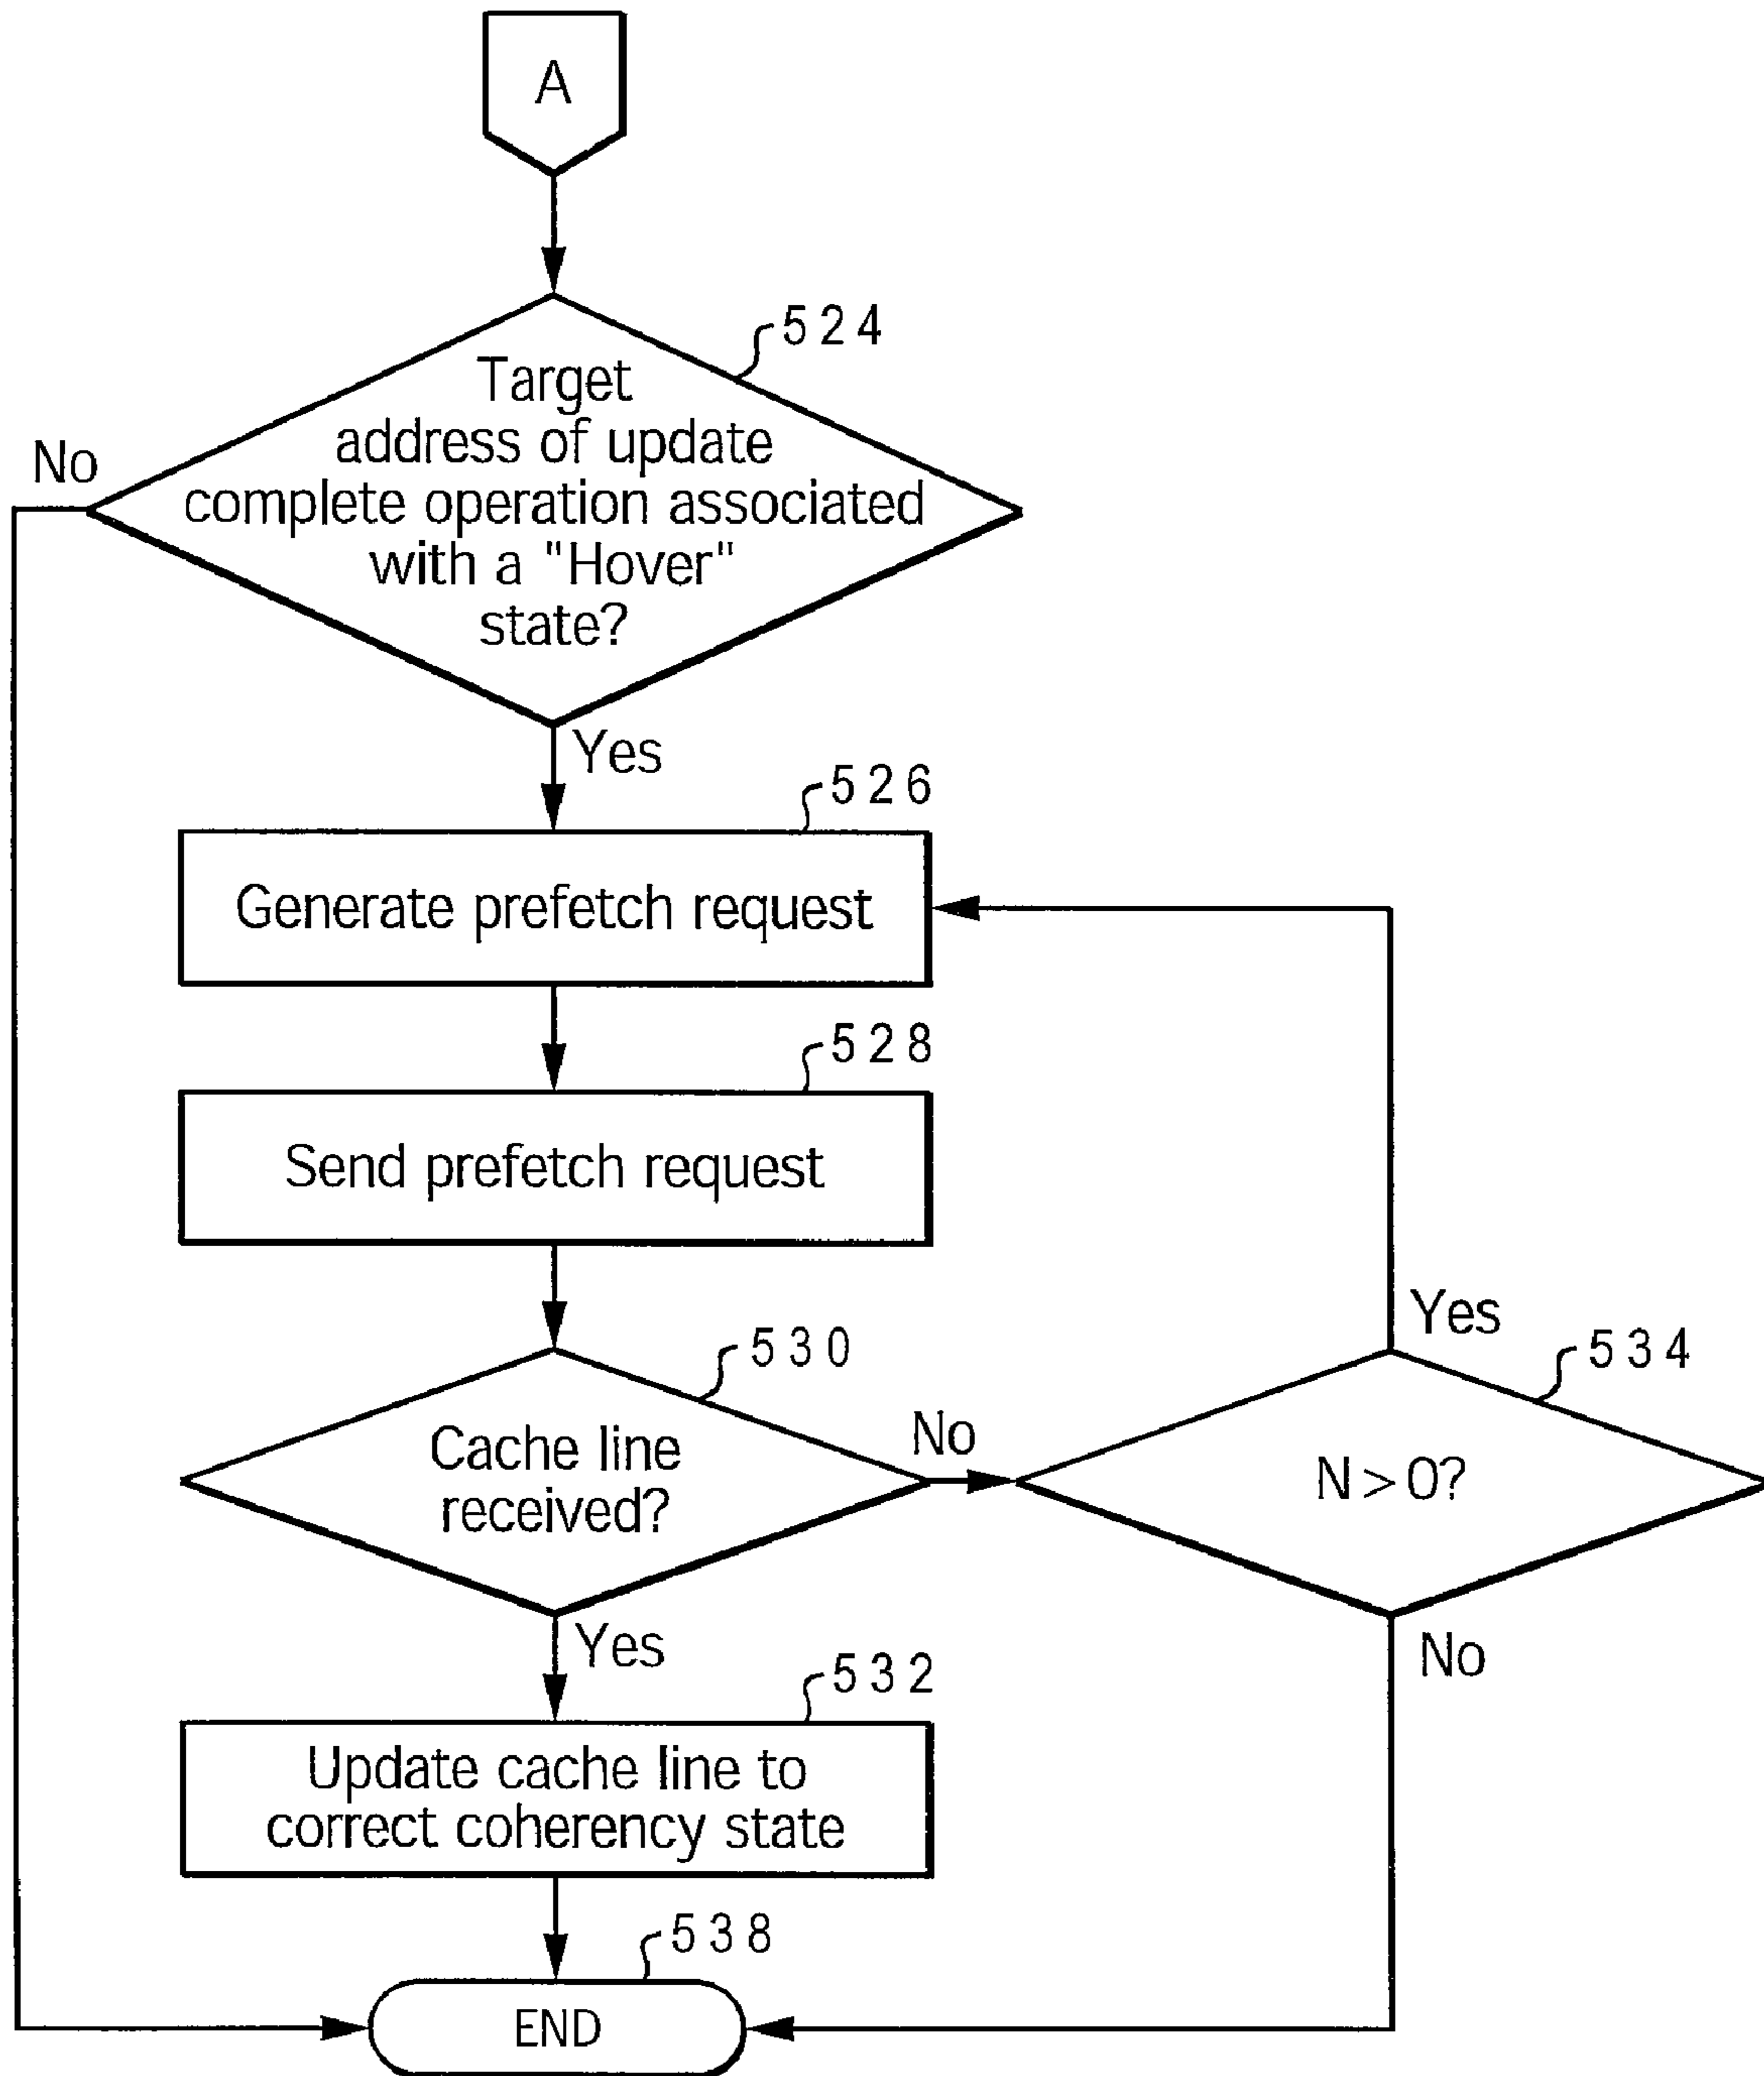 A
524
Target
address of update
complete operation associated
with a "Hover"
state?
No
Yes
526
Generate prefetch request
528
Send prefetch request
530
Cache line
received?
No
Yes
534
N > 0?
Yes
No
532
Update cache line to
correct coherency state
538
END